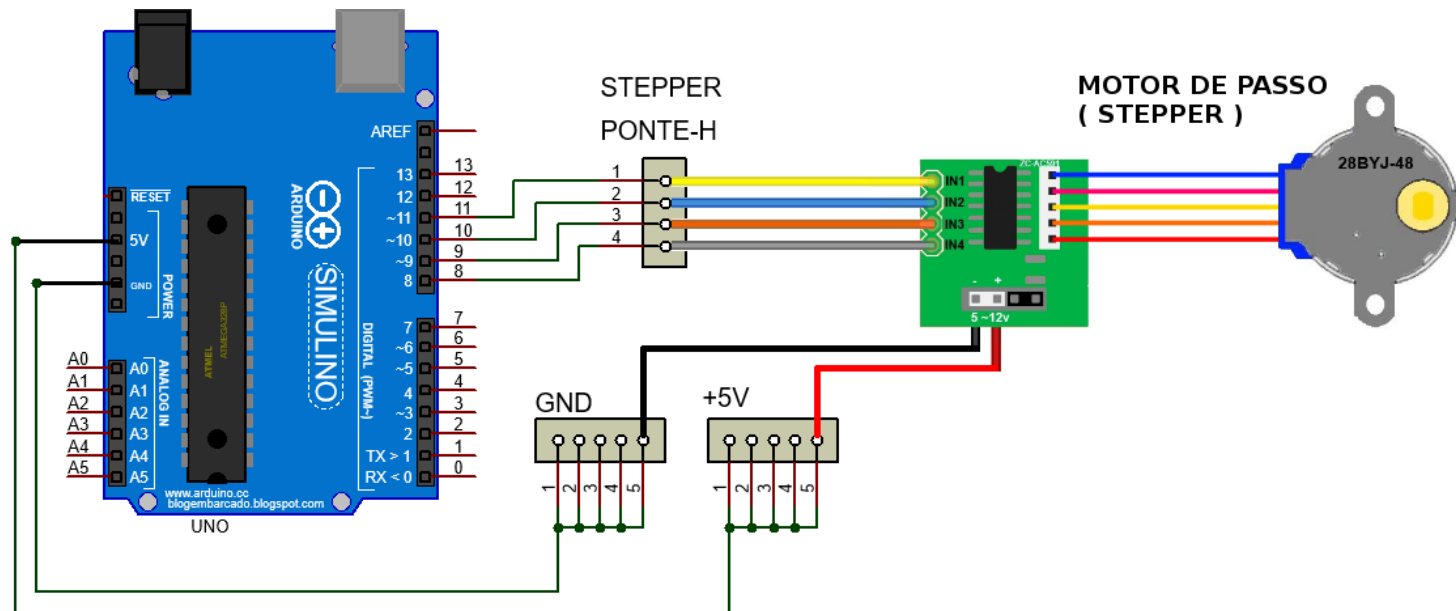 STEPPER
PONTE-H
1
2
3
4
MOTOR DE PASSO
( STEPPER )
28BYJ-48
ZC-AC591
IN1
IN2
IN3
IN4
- +
5 ~12v
AREF
13 13
12 12
~11 11
~10 10
~9 9
8 8
7 7
~6 6
~5 5
4 4
~3 3
2 2
TX > 1 1
RX < 0 0
DIGITAL (PWM~)
RESET
5V
GND
POWER
A0 A0
A1 A1
A2 A2
A3 A3
A4 A4
A5 A5
ANALOG IN
ATMEL
ATMEGA328P
ARDUINO
SIMULINO
www.arduino.cc
blogembarcado.blogspot.com
UNO
GND
1
2
3
4
5
+5V
1
2
3
4
5